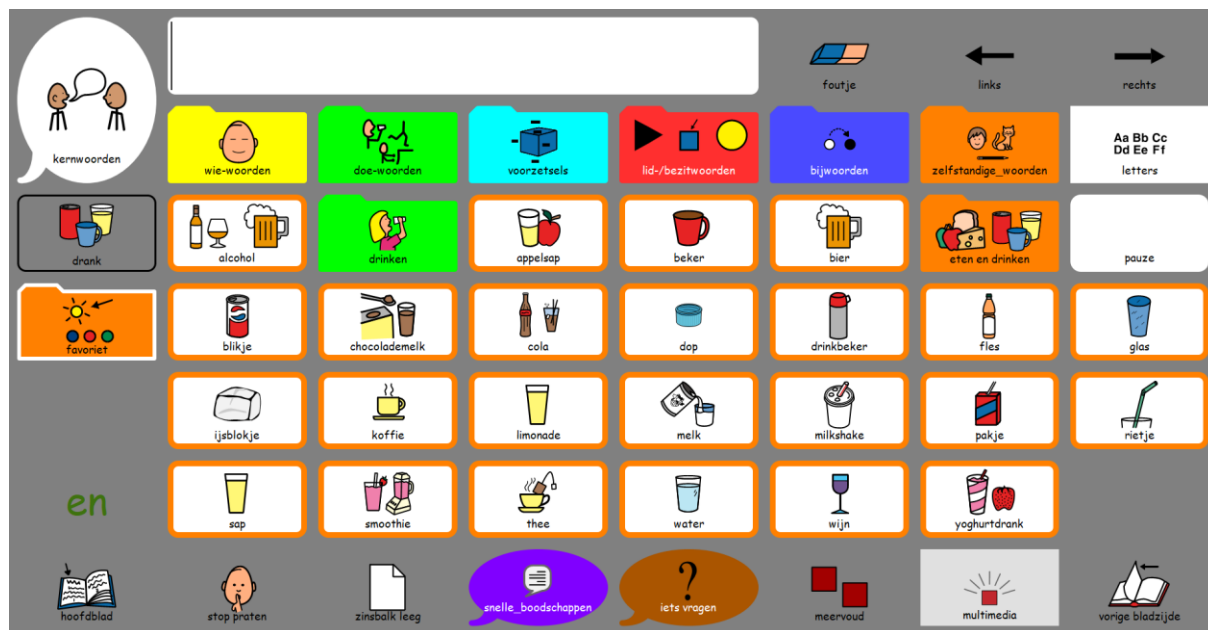 foutje
links
rechts
kernwoorden
wie-woorden
doe-woorden
voorzetsels
lid-/bezitwoorden
bijwoorden
zelfstandige_woorden
Aa Bb Cc
Dd Ee Ff
letters
drank
alcohol
drinken
appelsap
beker
bier
eten en drinken
pauze
favoriet
blikje
chocolademelk
cola
dop
drinkbeker
fles
glas
ijsblokje
koffie
limonade
melk
milkshake
pakje
rietje
en
sap
smoothie
thee
water
wijn
yoghurtdrank
hoofdblad
stop praten
zinsbalk leeg
snelle_boodschappen
?
iets vragen
meervoud
multimedia
vorige bladzijde